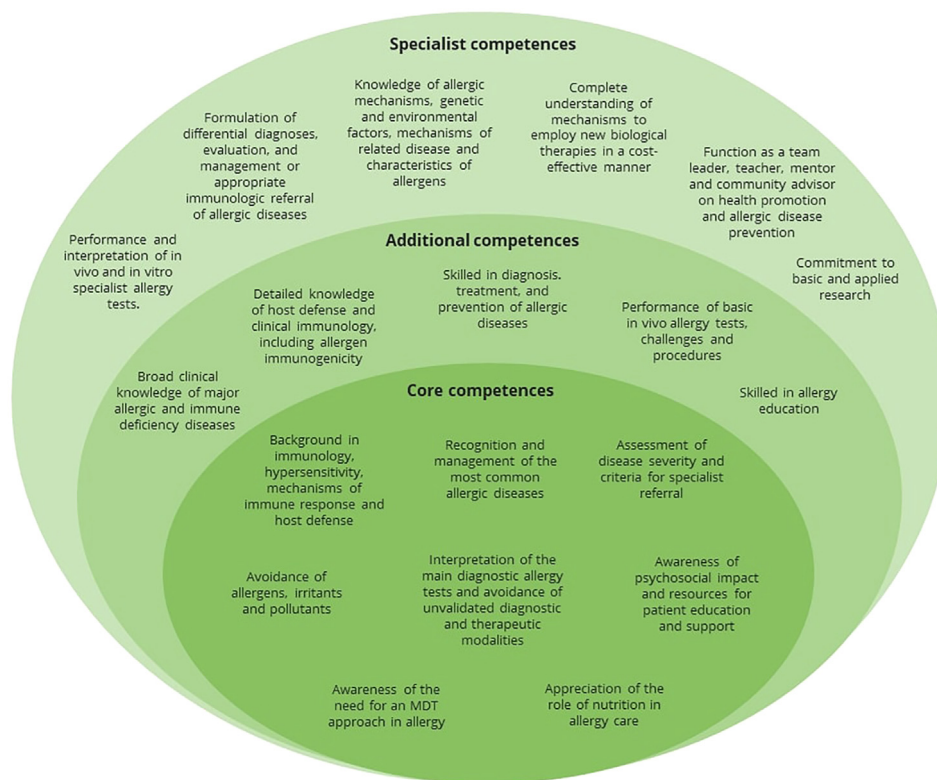 Specialist competences
Performance and
interpretation of in
vivo and in vitro
specialist allergy
tests.
Formulation of
differential diagnoses,
evaluation, and
management or
appropriate
immunologic referral
of allergic diseases
Knowledge of allergic
mechanisms, genetic
and environmental
factors, mechanisms of
related disease and
characteristics of
allergens
Complete
understanding of
mechanisms to
employ new biological
therapies in a cost-
effective manner
Function as a team
leader, teacher, mentor
and community advisor
on health promotion
and allergic disease
prevention
Commitment to
basic and applied
research
Additional competences
Broad clinical
knowledge of major
allergic and immune
deficiency diseases
Detailed knowledge
of host defense and
clinical immunology,
including allergen
immunogenicity
Skilled in diagnosis.
treatment, and
prevention of allergic
diseases
Performance of basic
in vivo allergy tests,
challenges and
procedures
Skilled in allergy
education
Core competences
Background in
immunology,
hypersensitivity,
mechanisms of
immune response and
host defense
Recognition and
management of the
most common
allergic diseases
Assessment of
disease severity and
criteria for specialist
referral
Avoidance of
allergens, irritants
and pollutants
Interpretation of the
main diagnostic allergy
tests and avoidance of
unvalidated diagnostic
and therapeutic
modalities
Awareness of
psychosocial impact
and resources for
patient education
and support
Awareness of the
need for an MDT
approach in allergy
Appreciation of the
role of nutrition in
allergy care